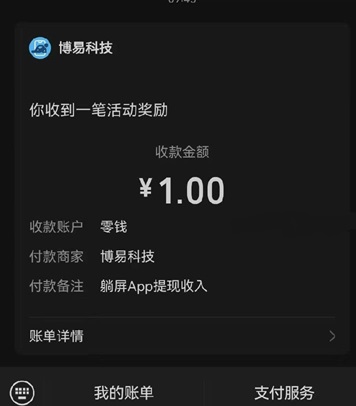 博易科技
你收到一笔活动奖励
收款金额
¥1.00
收款账户 零钱
付款商家 博易科技
付款备注 躺屏App提现收入
账单详情
我的账单 支付服务